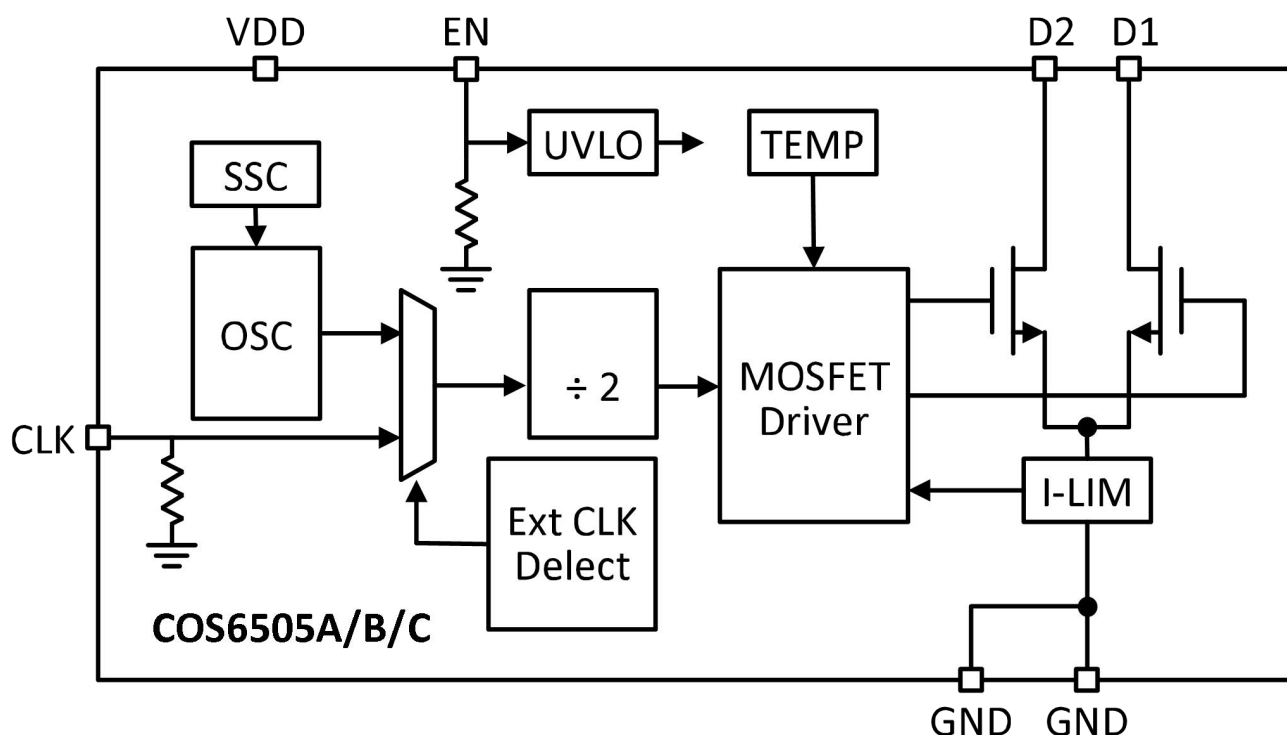 VDD
EN
D2
D1
UVLO
TEMP
SSC
OSC
÷ 2
MOSFET
Driver
CLK
I-LIM
Ext CLK
Delect
COS6505A/B/C
GND
GND